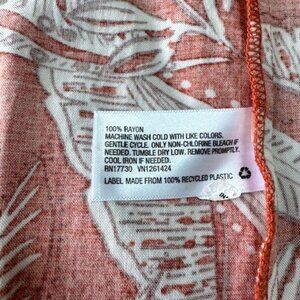 100% RAYON
MACHINE WASH COLD WITH LIKE COLORS.
GENTLE CYCLE. ONLY NON-CHLORINE BLEACH IF
NEEDED. TUMBLE DRY LOW. REMOVE PROMPTLY.
COOL IRON IF NEEDED.
RN17730 VN1261424
LABEL MADE FROM 100% RECYCLED PLASTIC